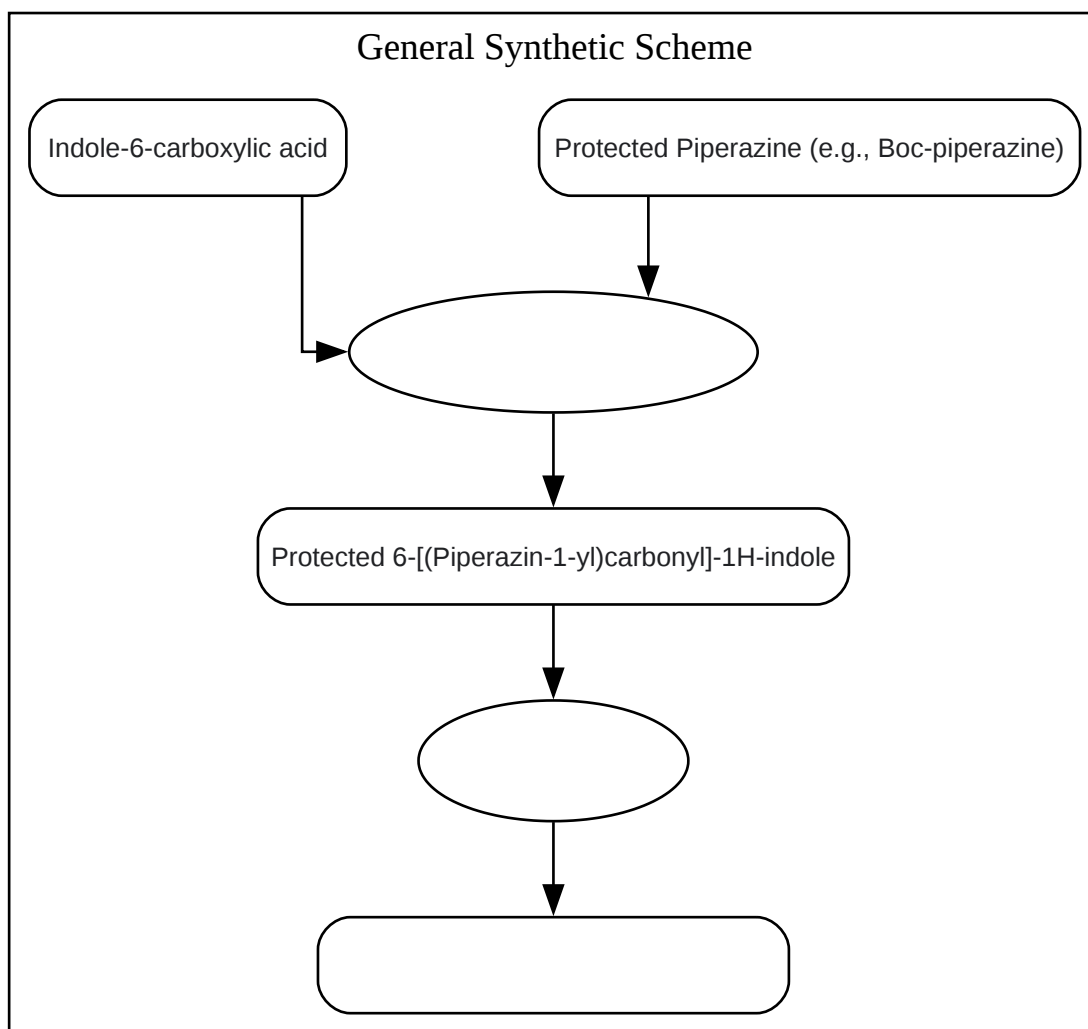 General Synthetic Scheme
Indole-6-carboxylic acid
Protected Piperazine (e.g., Boc-piperazine)
Protected 6-[(Piperazin-1-yl)carbonyl]-1H-indole